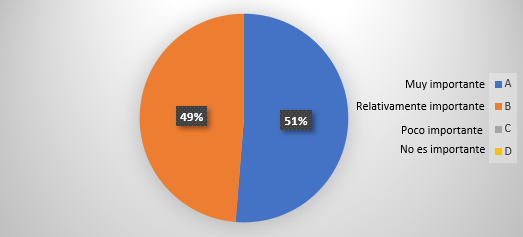 49%
51%
Muy importante A
Relativamente importante B
Poco importante C
No es importante D